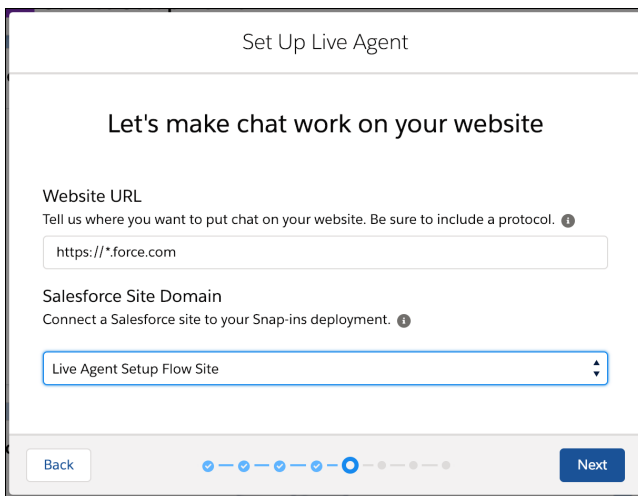 Set Up Live Agent
Let's make chat work on your website
Website URL
Tell us where you want to put chat on your website. Be sure to include a protocol.
https://*.force.com
Salesforce Site Domain
Connect a Salesforce site to your Snap-ins deployment.
Live Agent Setup Flow Site
Back
Next